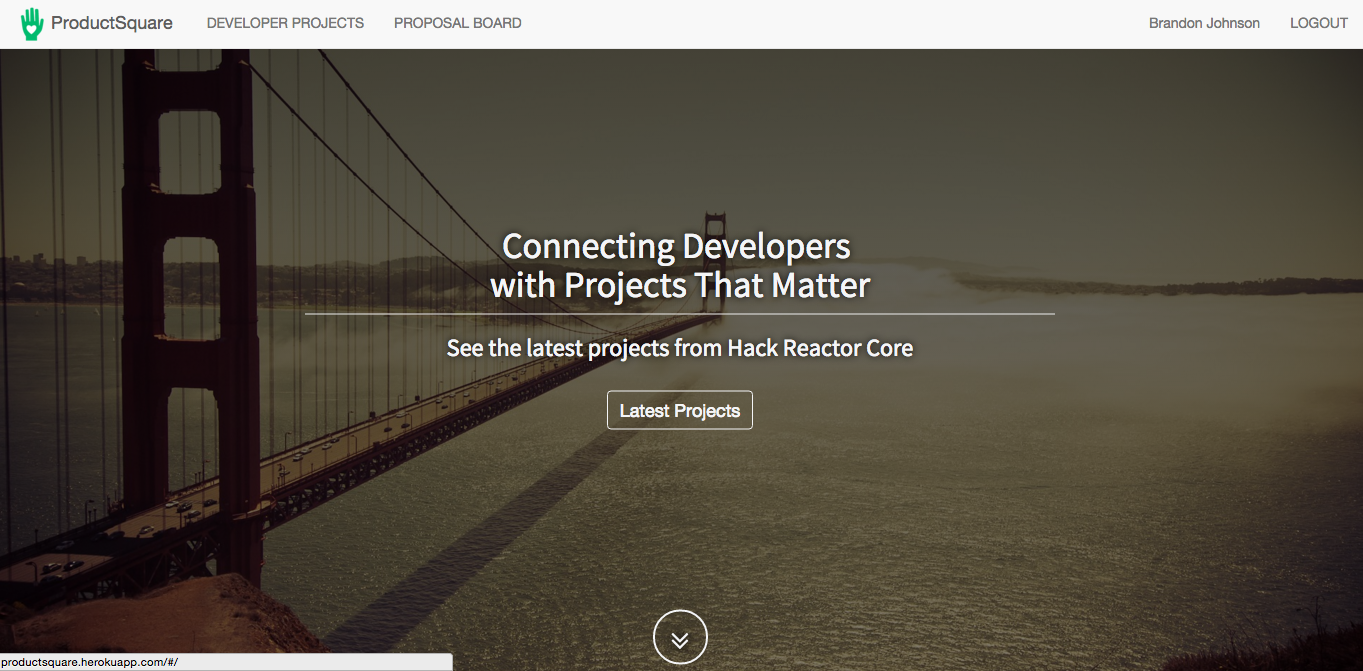 ProductSquare DEVELOPER PROJECTS PROPOSAL BOARD Brandon Johnson LOGOUT
Connecting Developers
with Projects That Matter
See the latest projects from Hack Reactor Core
Latest Projects
productsquare.herokuapp.com/#/